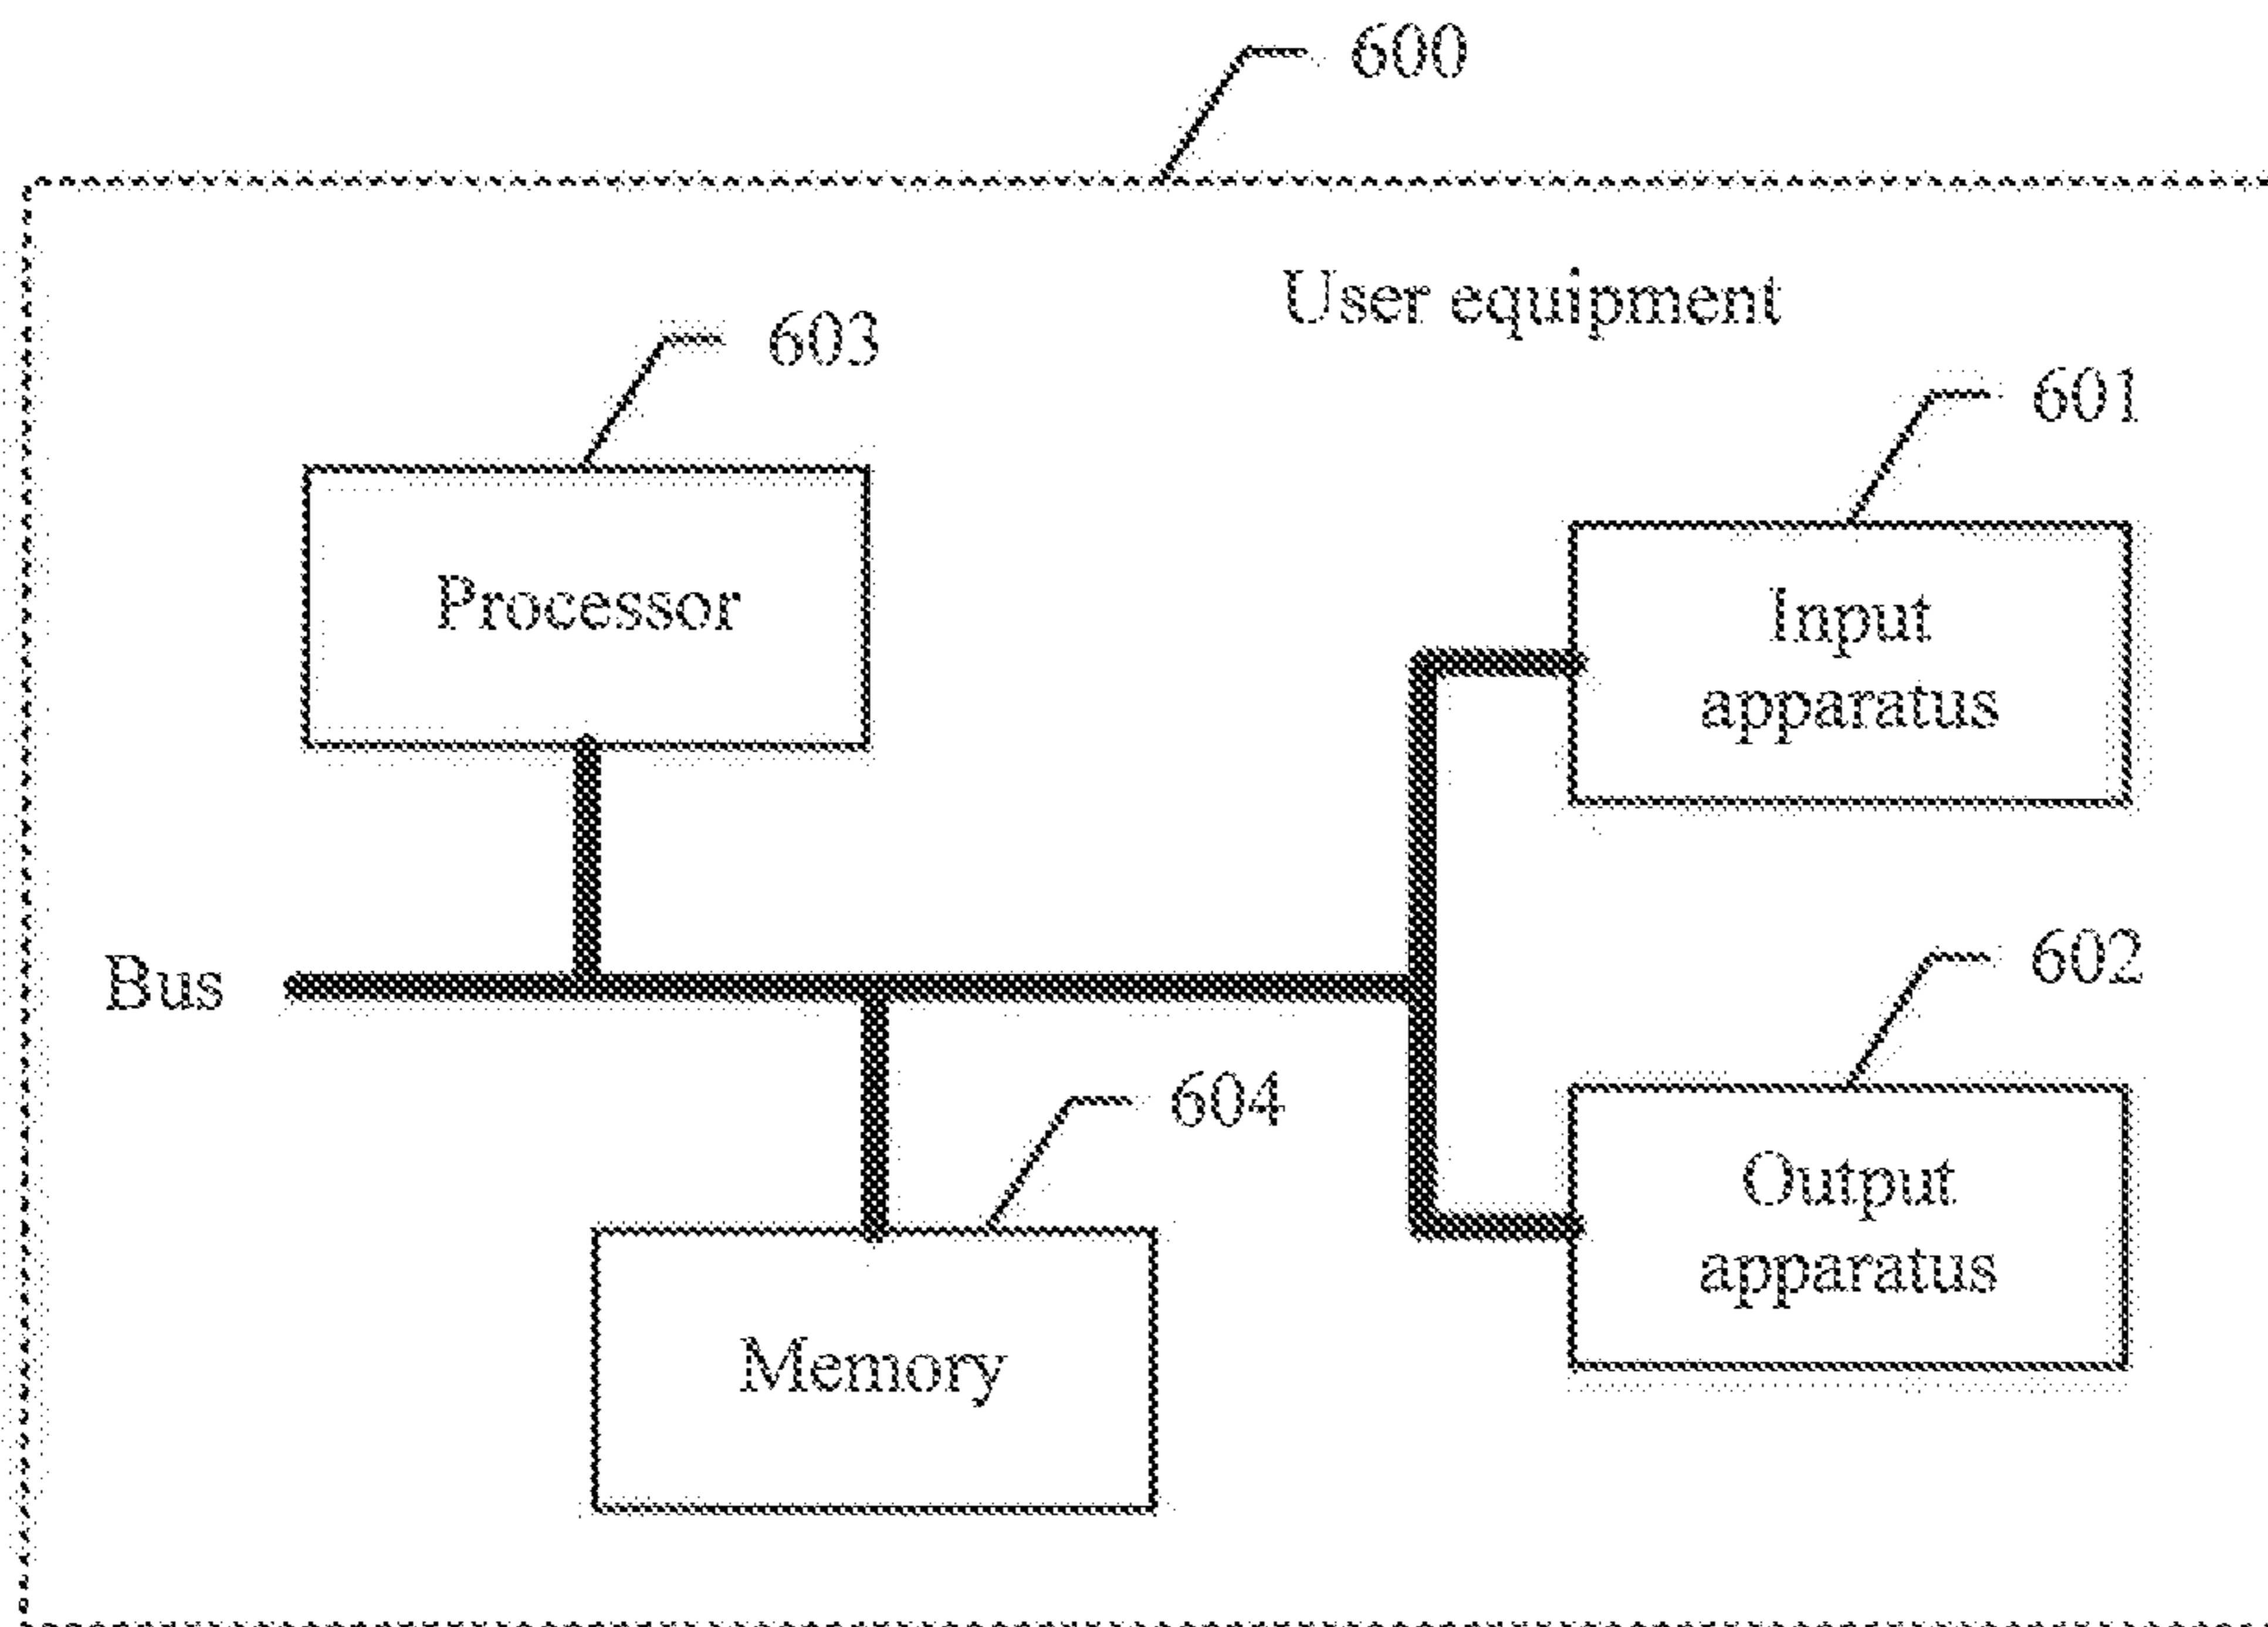 600
User equipment
603
601
Processor
Input
apparatus
Bus
602
604
Output
apparatus
Memory